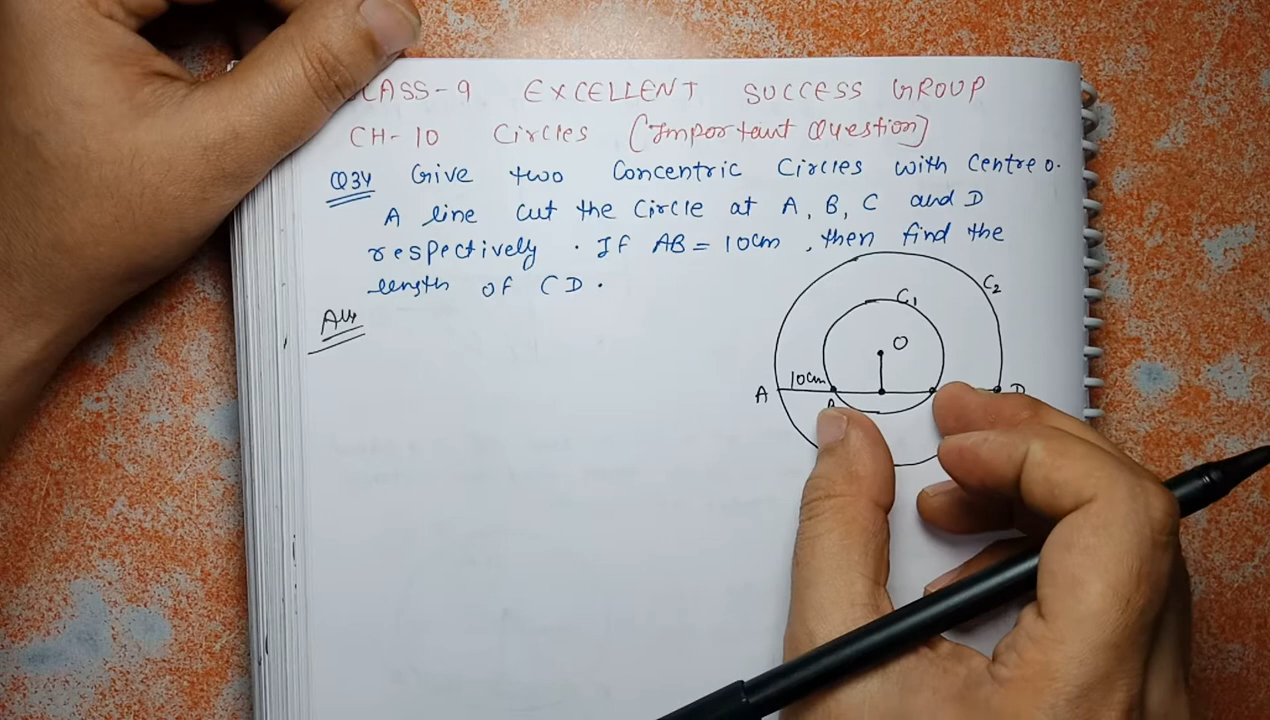 CLASS-9 EXCELLENT SUCCESS GROUP
CH-10 Circles (Important Question)
Q34 Give two Concentric Circles with Centre O.
A line cut the Circle at A, B, C and D
respectively. If AB = 10cm, then find the
length of CD.
Ans
C2
C1
O
10cm
A
D